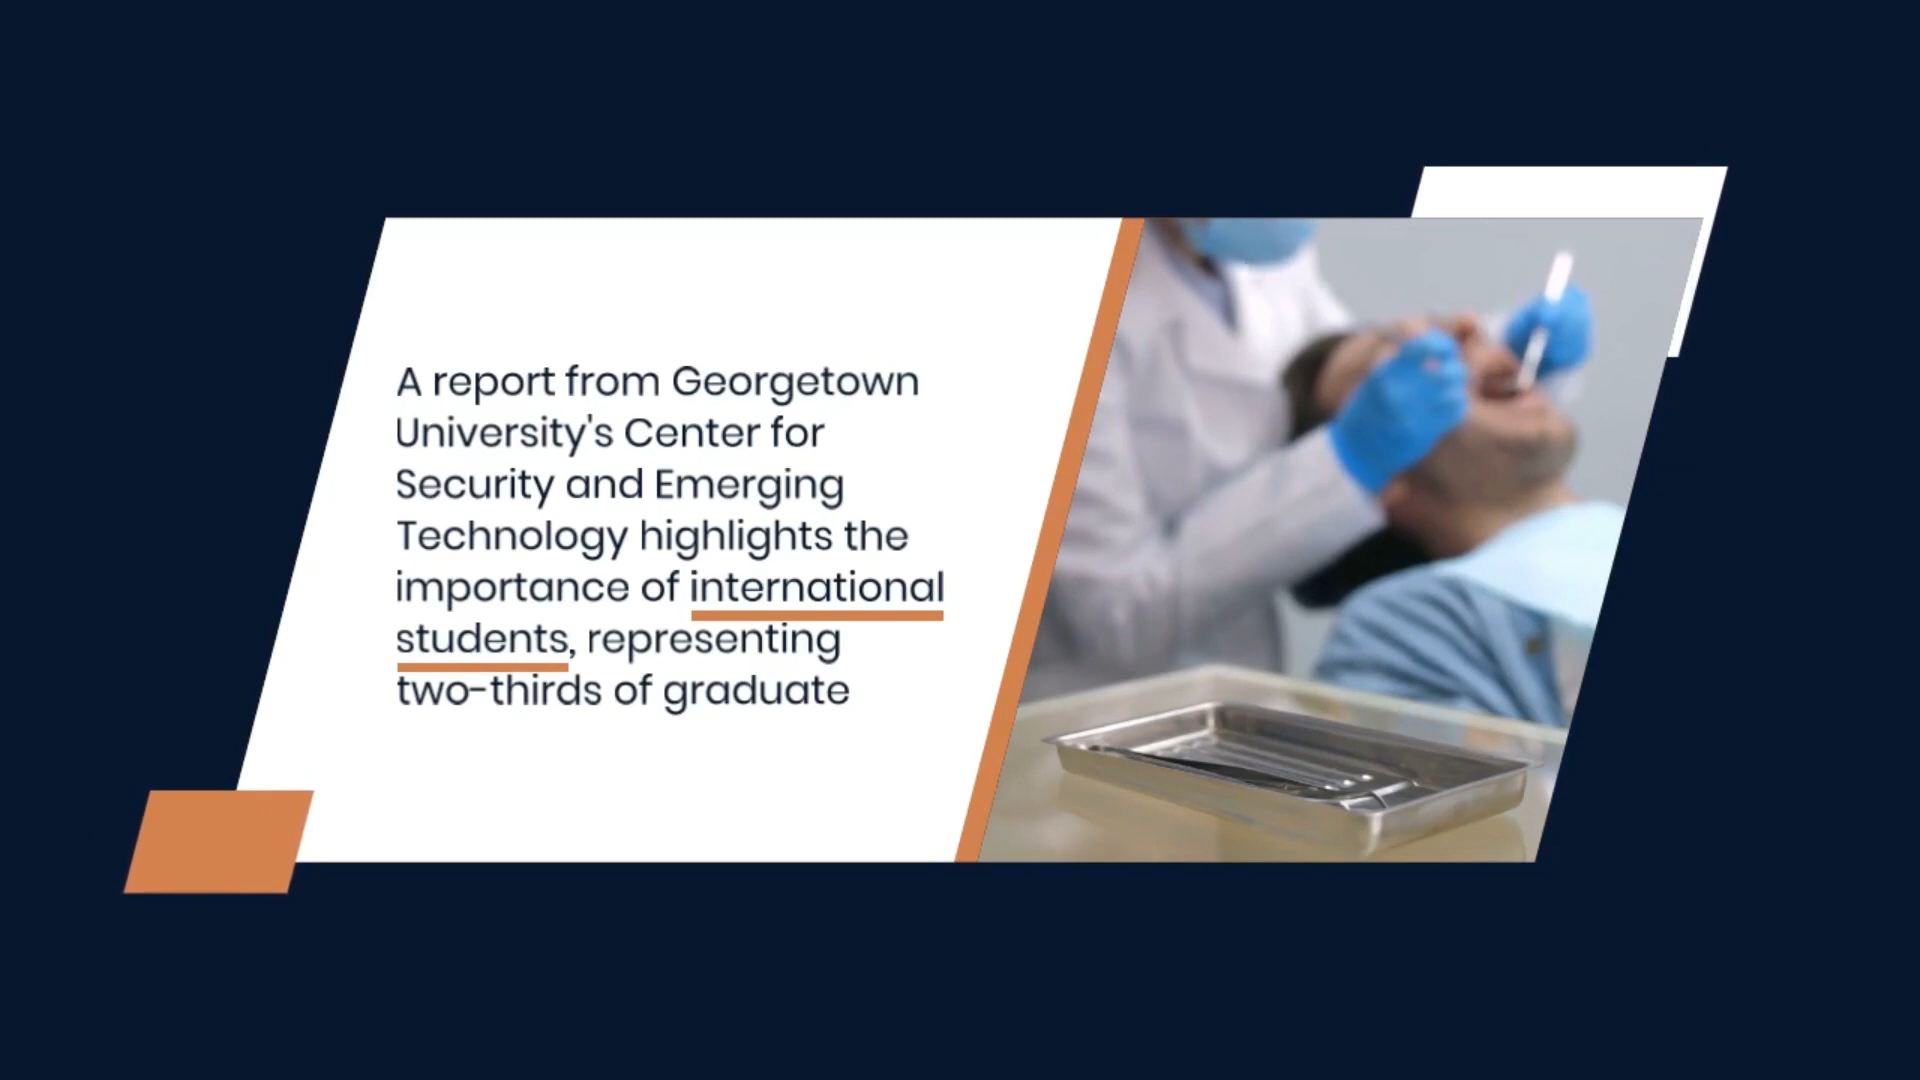 A report from Georgetown
University's Center for
Security and Emerging
Technology highlights the
importance of international
students, representing
two-thirds of graduate